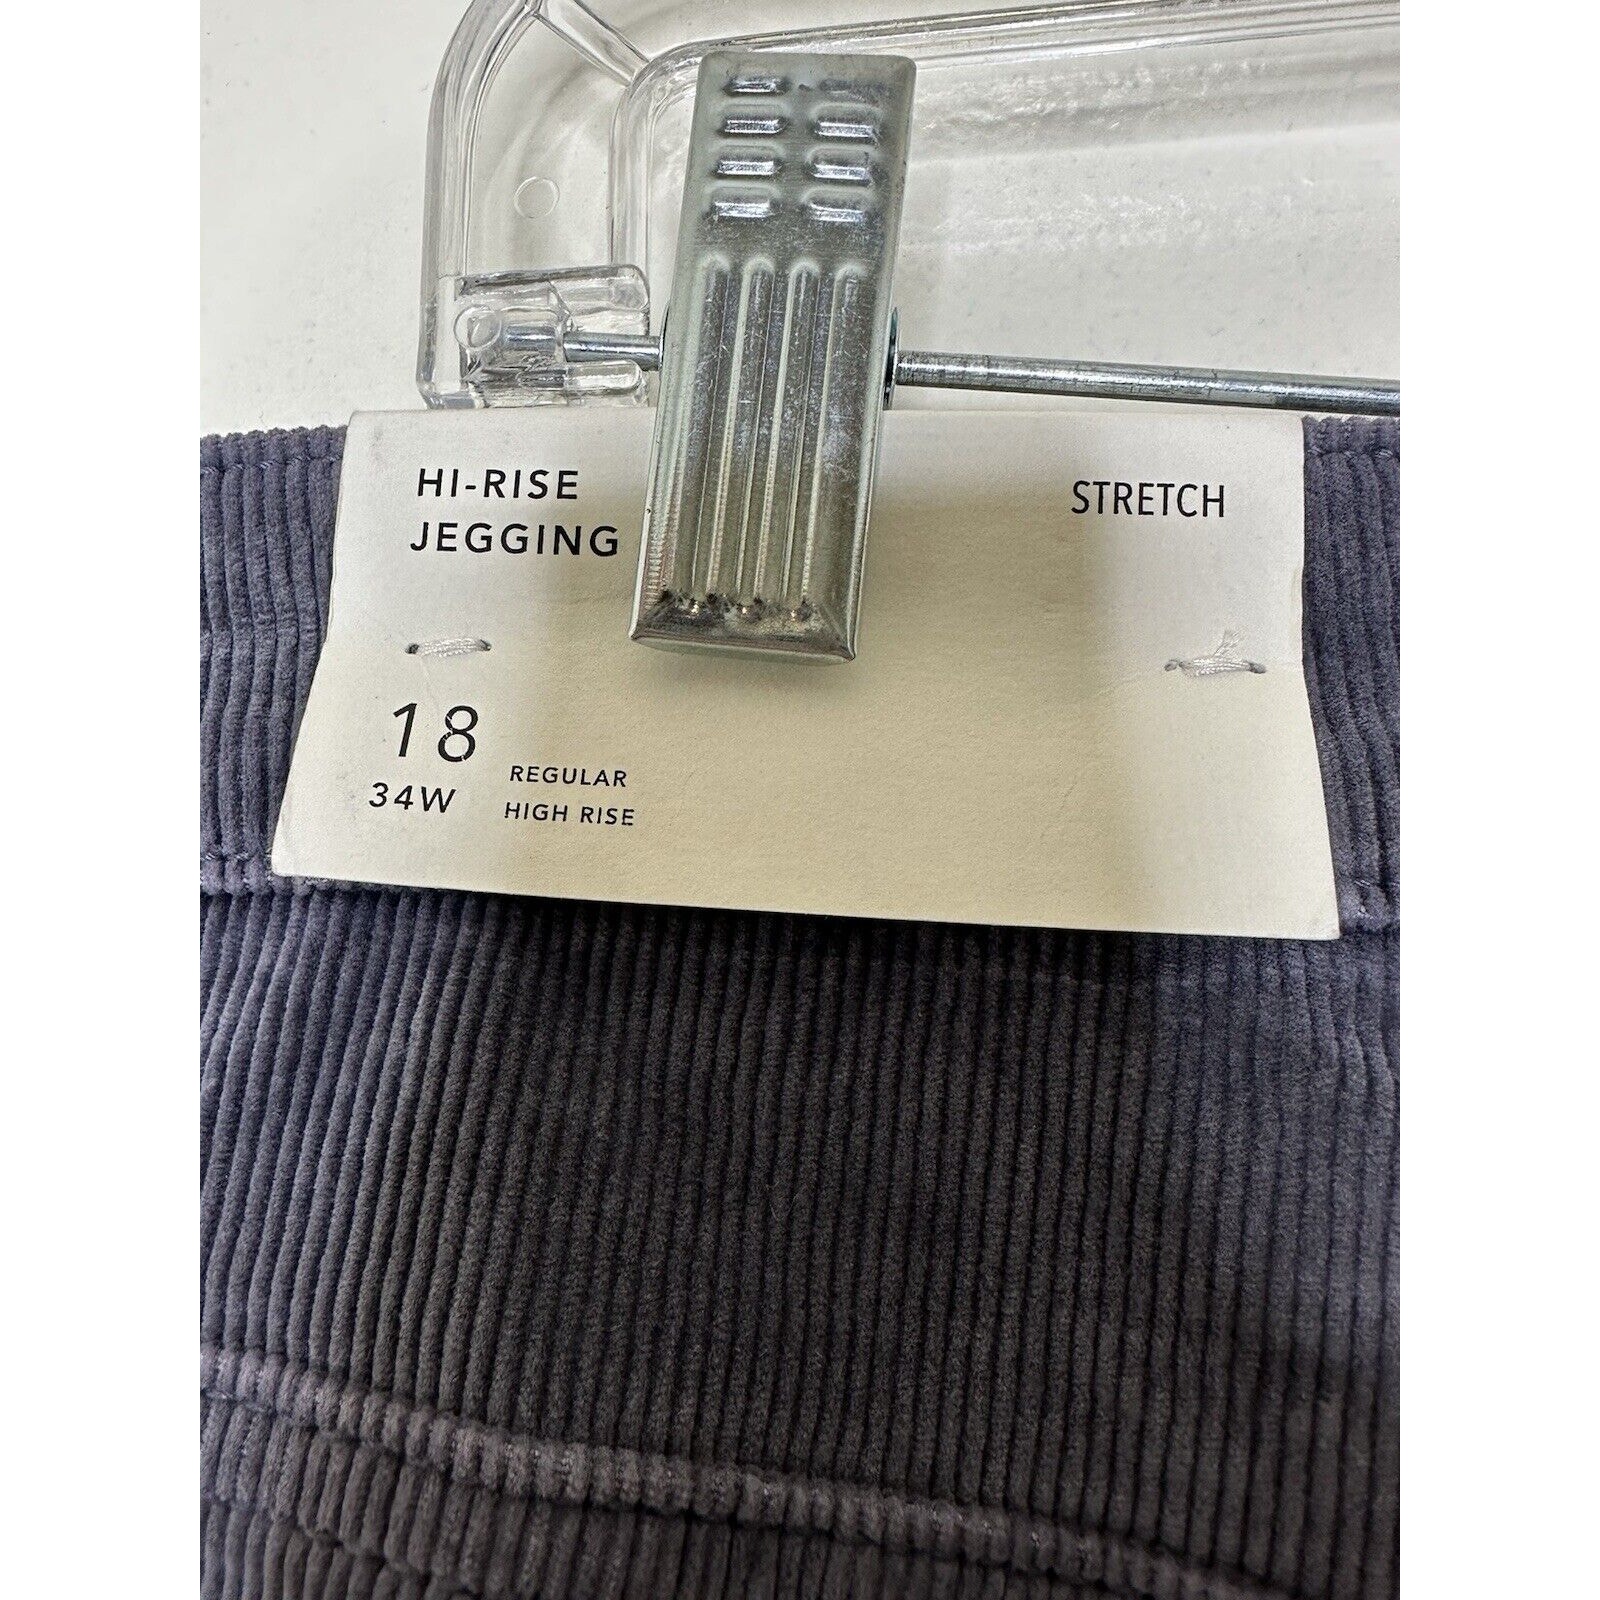 HI-RISE
JEGGING
STRETCH
18
34W
REGULAR
HIGH RISE